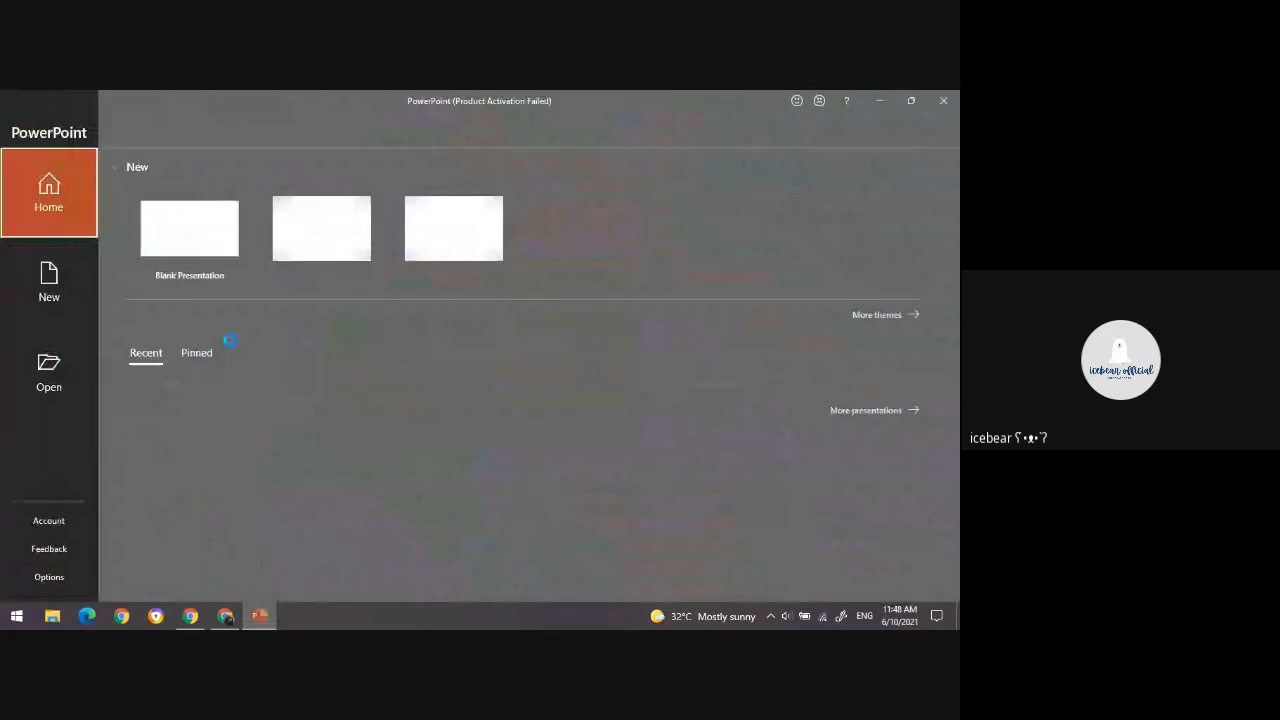 PowerPoint (Product Activation Failed)
?
PowerPoint
Home
New
Open
Account
Feedback
Options
New
Blank Presentation
More themes
Recent Pinned
More presentations
32°C Mostly sunny
ENG
11:48 AM
6/10/2021
icebear official
icebear ʕ•ᴥ•ʔ